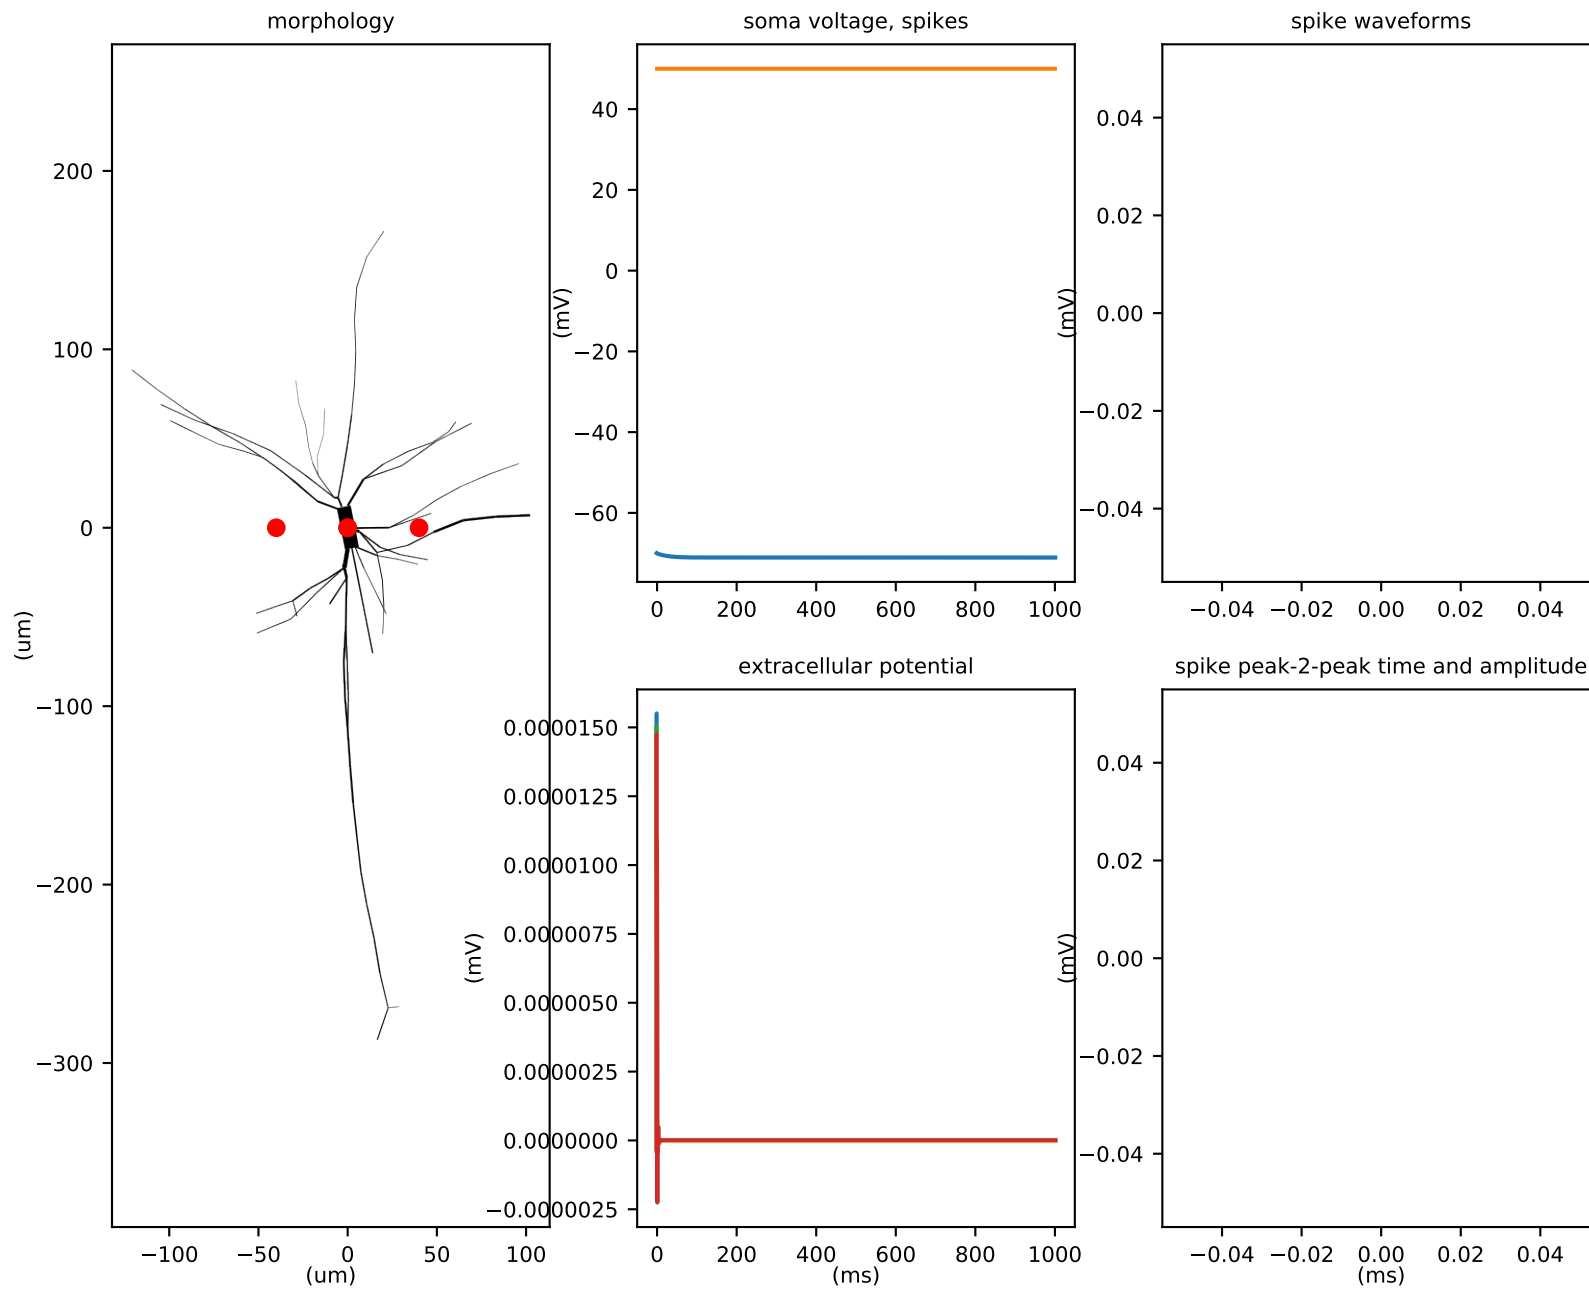 morphology
200
100
0
−100
−200
−300
(um)
−100 −50 0 50 100
(um)
soma voltage, spikes
40
20
0
−20
−40
−60
(mV)
0 200 400 600 800 1000
spike waveforms
0.04
0.02
0.00
−0.02
−0.04
(mV)
−0.04 −0.02 0.00 0.02 0.04
extracellular potential
0.0000150
0.0000125
0.0000100
0.0000075
0.0000050
0.0000025
0.0000000
−0.0000025
(mV)
0 200 400 600 800 1000
(ms)
spike peak-2-peak time and amplitude
0.04
0.02
0.00
−0.02
−0.04
(mV)
−0.04 −0.02 0.00 0.02 0.04
(ms)